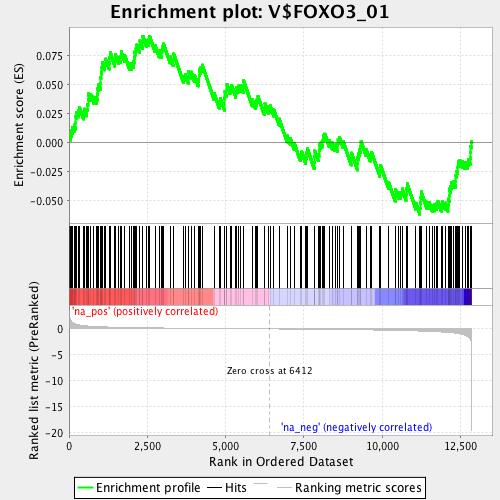 Enrichment plot: V$FOXO3_01
Enrichment score (ES)
0.075
0.050
0.025
0.000
-0.025
-0.050
'na_pos' (positively correlated)
Ranked list metric (PreRanked)
0
-5
-10
-15
-20
Zero cross at 6412
'na_neg' (negatively correlated)
0
2,500
5,000
7,500
10,000
12,500
Rank in Ordered Dataset
Enrichment profile
Hits
Ranking metric scores